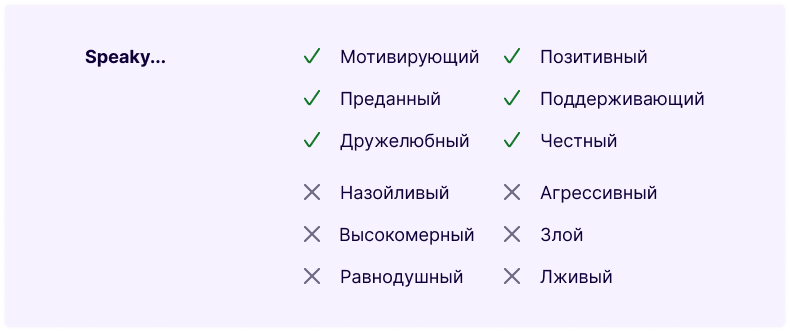 Speaky...
Мотивирующий
Позитивный
Преданный
Поддерживающий
Дружелюбный
Честный
Назойливый
Агрессивный
Высокомерный
Злой
Равнодушный
Лживый